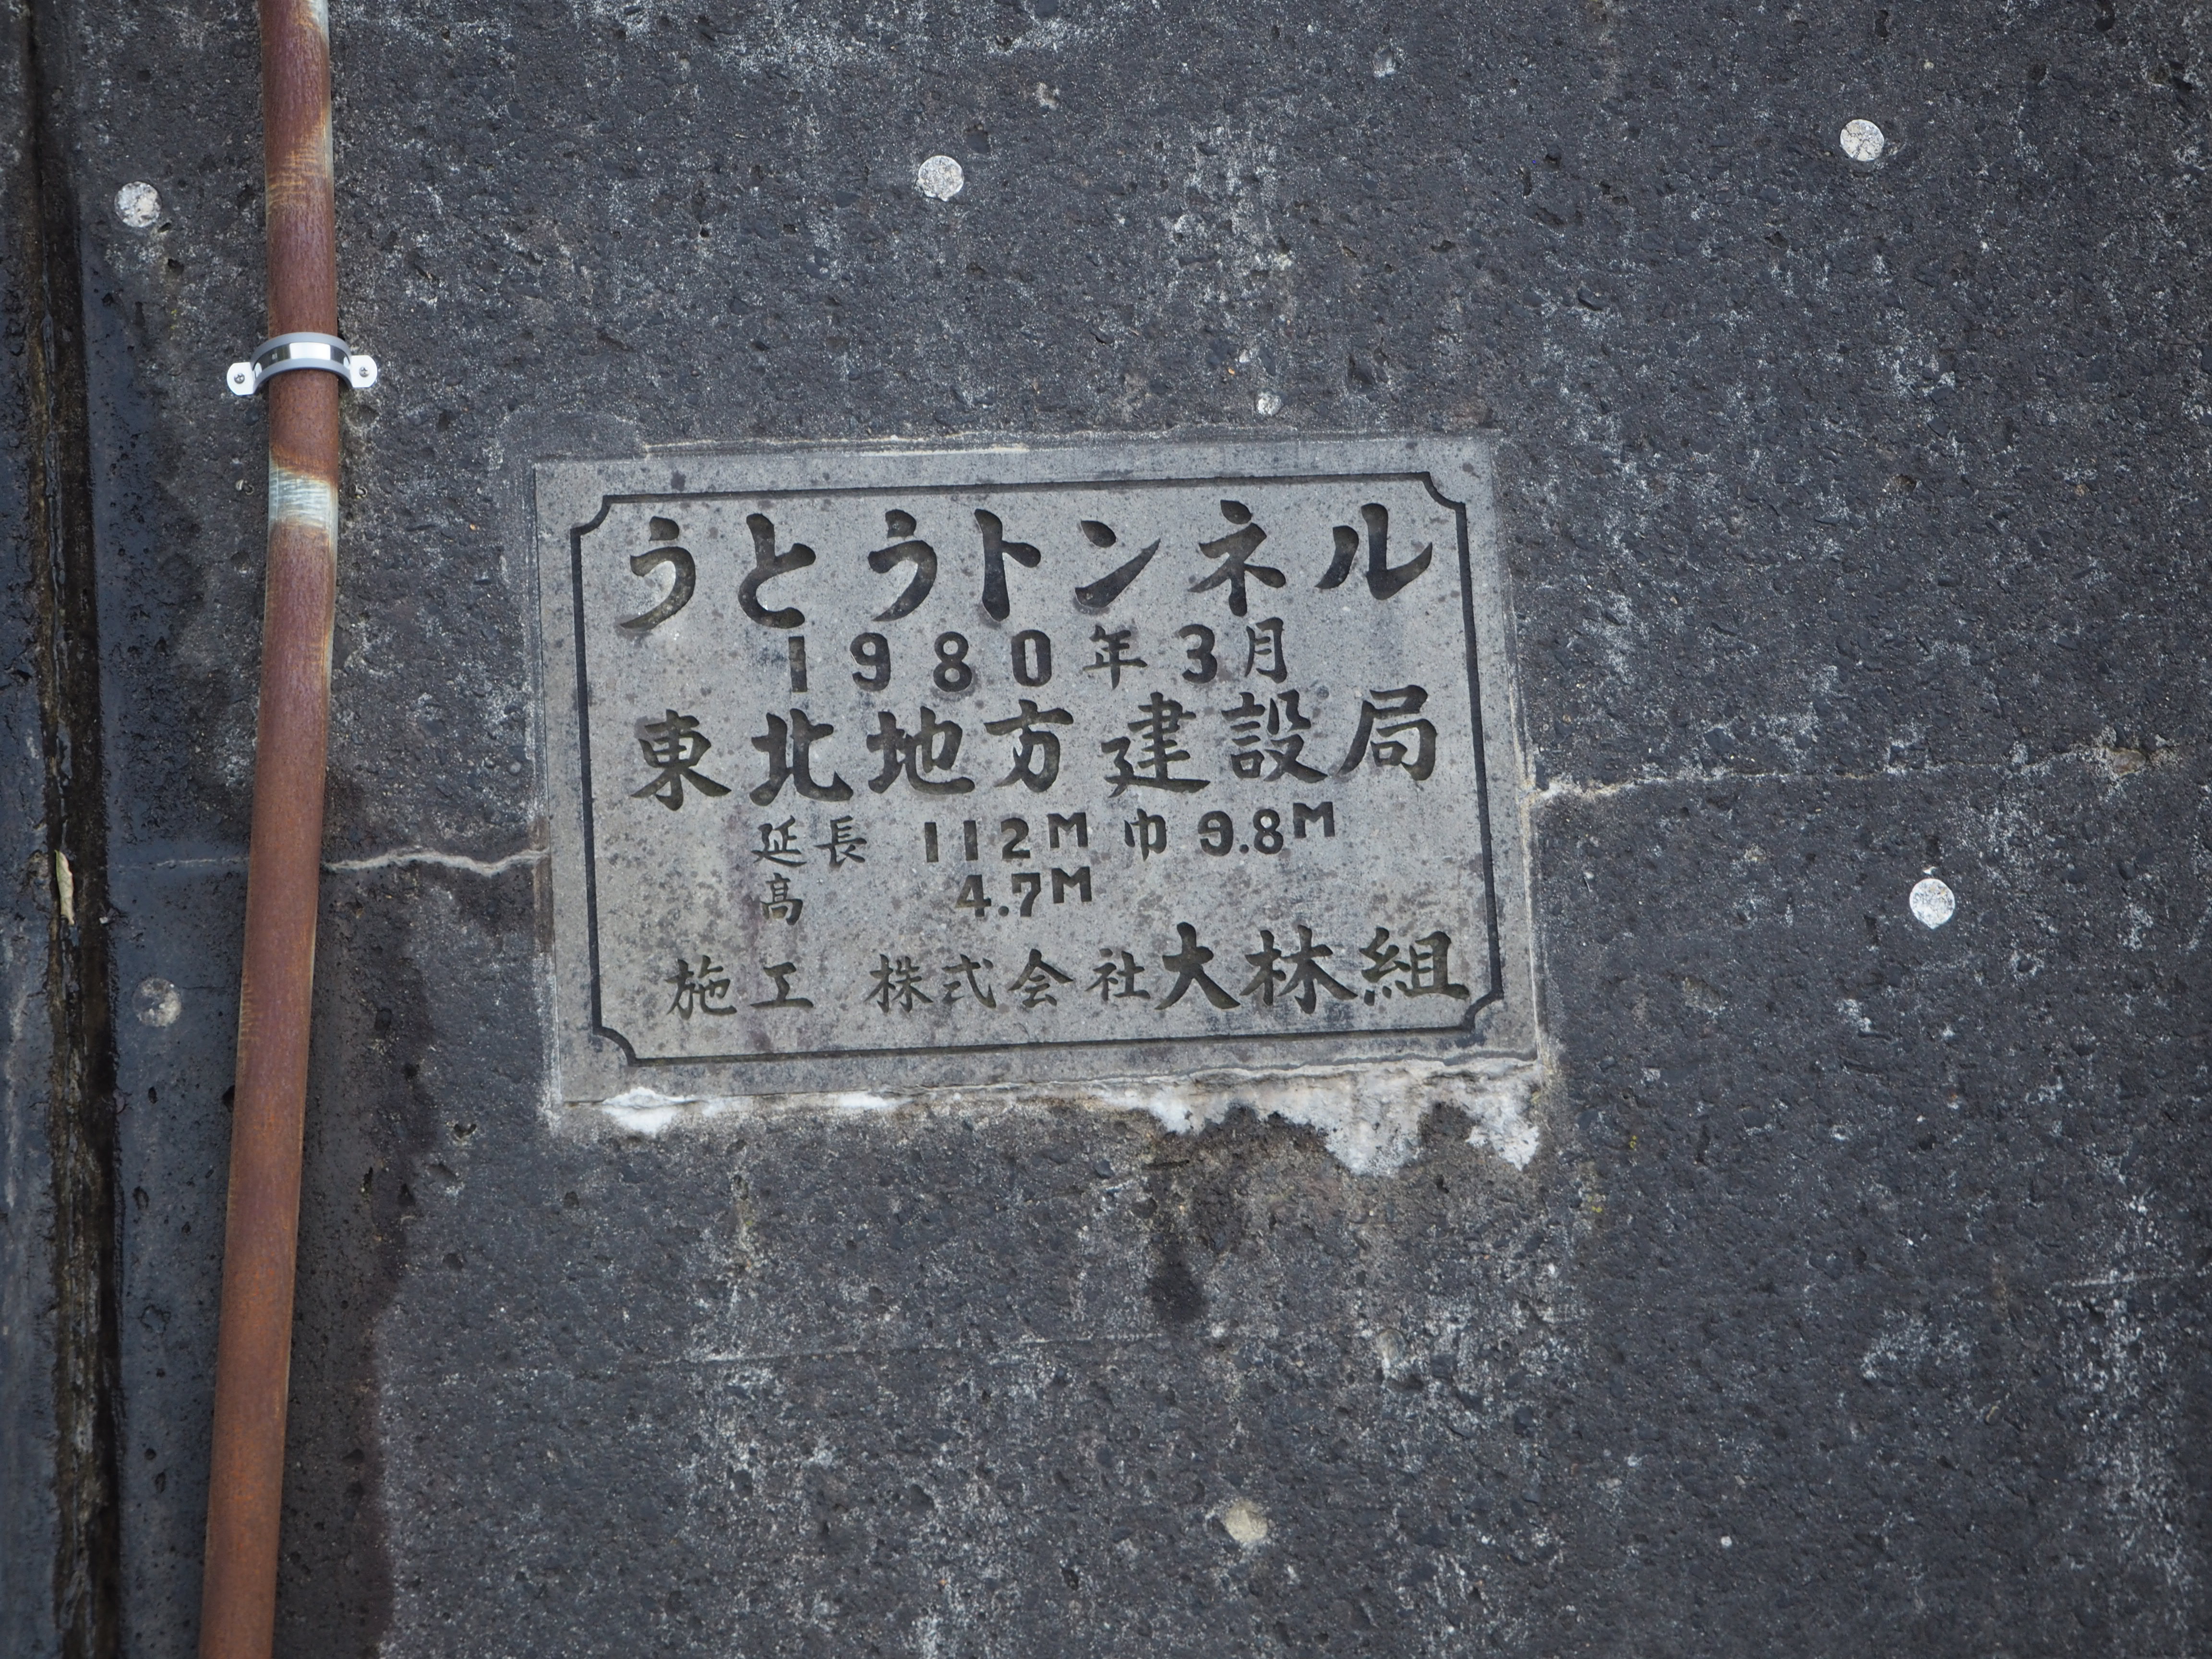 うとうトンネル
1980年3月
東北地方建設局
延長 112M 巾 9.8M
高 4.7M
施工 株式会社大林組